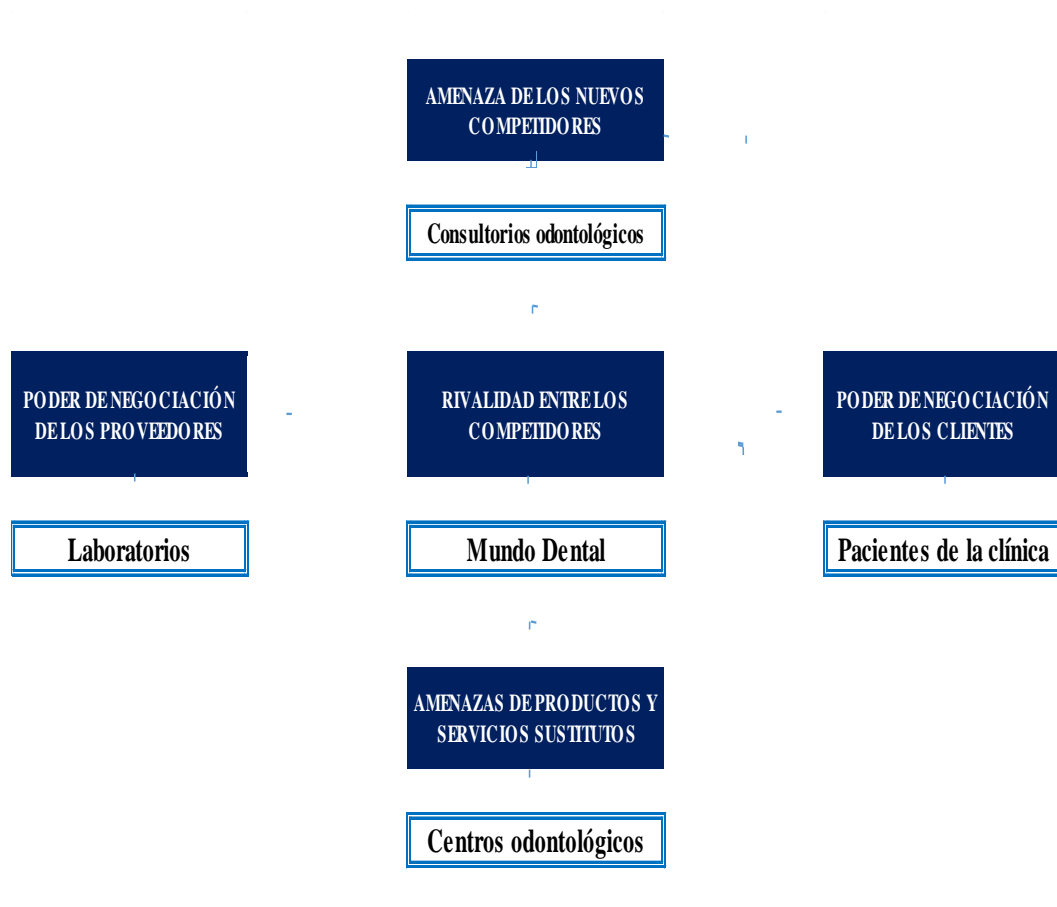 AMENAZA DE LOS NUEVOS
COMPETIDORES
Consultorios odontológicos
PODER DE NEGOCIACIÓN
DE LOS PROVEEDORES
RIVALIDAD ENTRE LOS
COMPETIDORES
PODER DE NEGOCIACIÓN
DE LOS CLIENTES
Laboratorios
Mundo Dental
Pacientes de la clínica
AMENAZAS DE PRODUCTOS Y
SERVICIOS SUSTITUTOS
Centros odontológicos